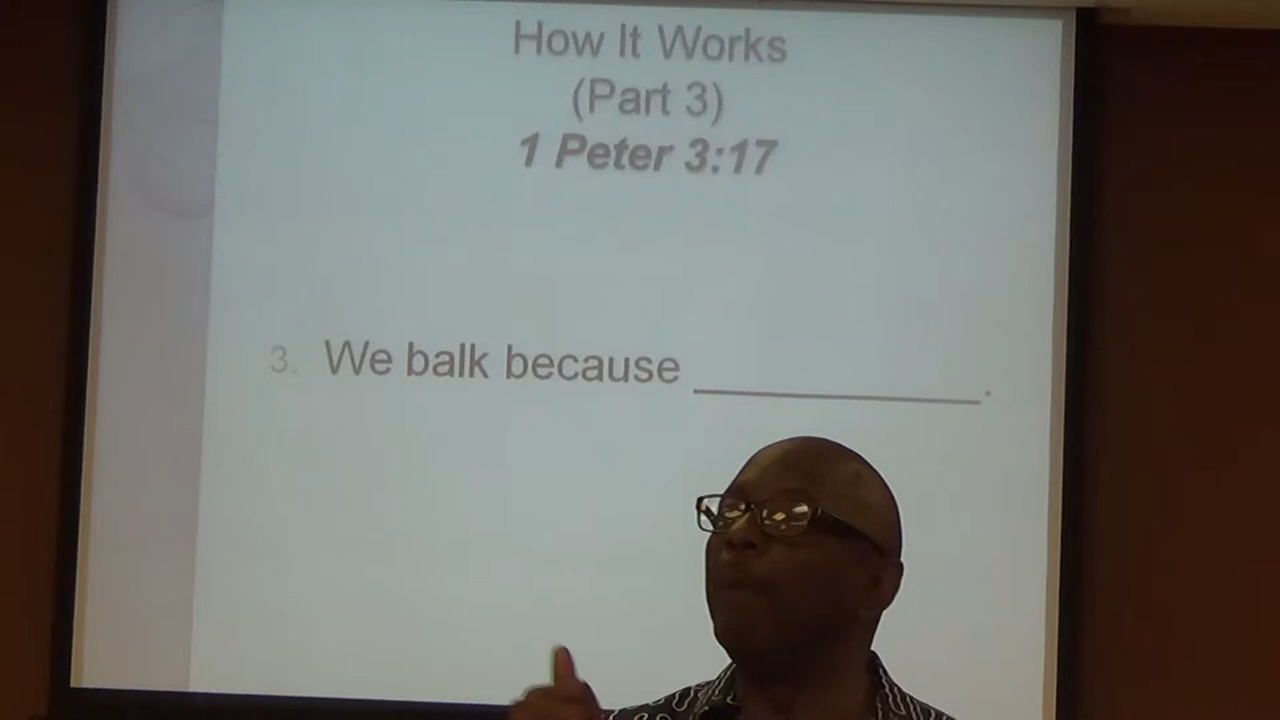 How It Works
(Part 3)
1 Peter 3:17
3. We balk because ____________.